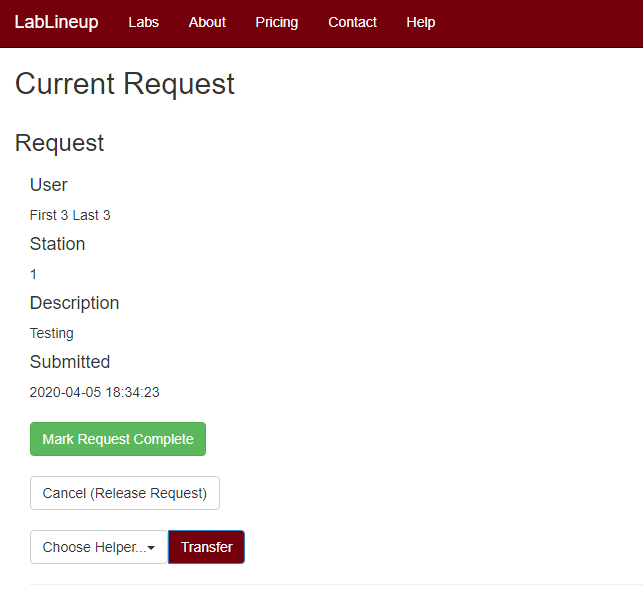 LabLineup Labs About Pricing Contact Help
Current Request
Request
User
First 3 Last 3
Station
1
Description
Testing
Submitted
2020-04-05 18:34:23
Mark Request Complete
Cancel (Release Request)
Choose Helper... Transfer